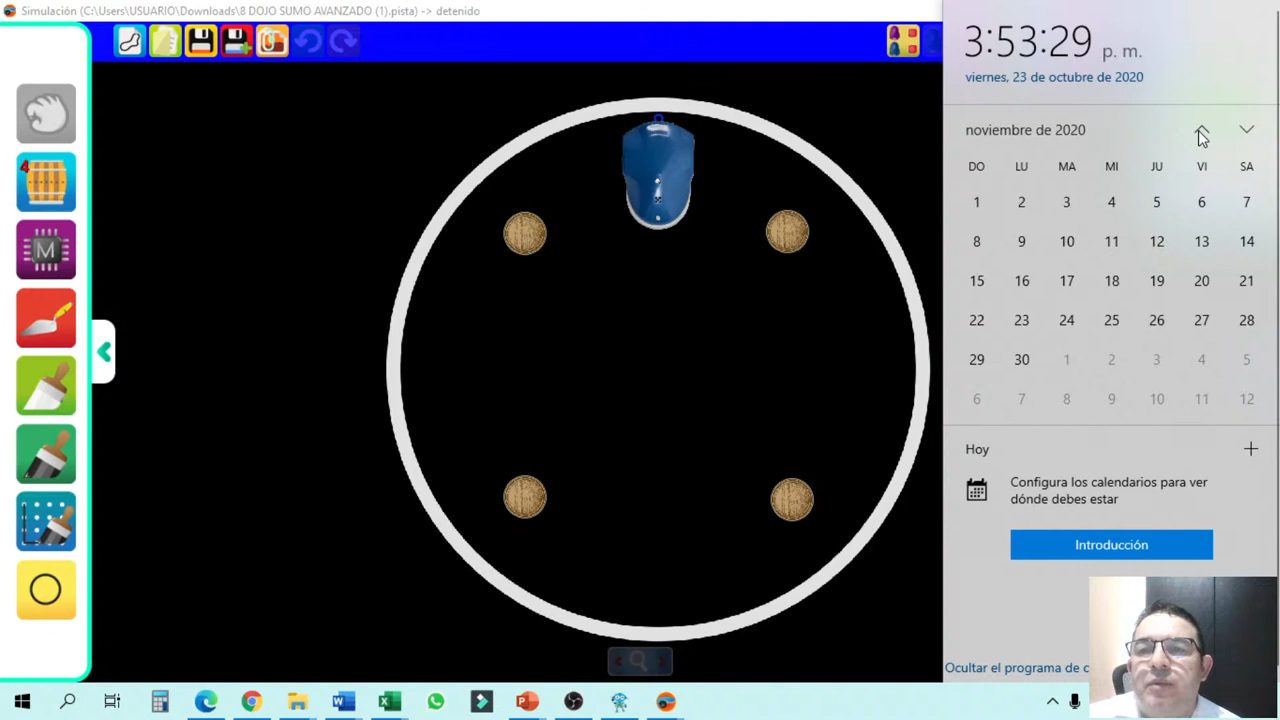 Simulación (C:\Users\USUARIO\Downloads\8 DOJO SUMO AVANZADO (1).pista) -> detenido
4
M
3:53:29 p. m.
viernes, 23 de octubre de 2020
noviembre de 2020
DO LU MA MI JU VI SA
1 2 3 4 5 6 7
8 9 10 11 12 13 14
15 16 17 18 19 20 21
22 23 24 25 26 27 28
29 30 1 2 3 4 5
6 7 8 9 10 11 12
Hoy
Configura los calendarios para ver
dónde debes estar
Introducción
Ocultar el programa de c